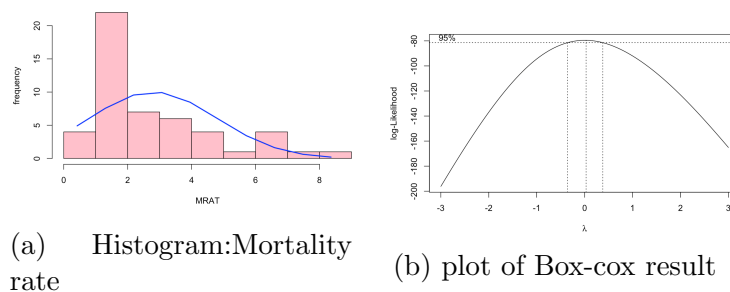 20
15
10
5
0
frequency
0 2 4 6 8
MRAT
(a) Histogram:Mortality
rate
95%
-80
-100
-120
-140
-160
-180
-200
log-Likelihood
-3 -2 -1 0 1 2 3
λ
(b) plot of Box-cox result